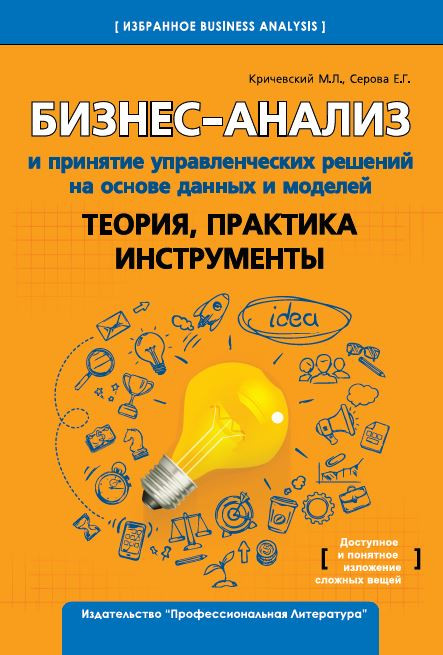 [ ИЗБРАННОЕ BUSINESS ANALYSIS ]
Кричевский М.Л., Серова Е.Г.
БИЗНЕС-АНАЛИЗ
и принятие управленческих решений
на основе данных и моделей
ТЕОРИЯ, ПРАКТИКА
ИНСТРУМЕНТЫ
idea
[ Доступное
и понятное
изложение
сложных вещей ]
Издательство "Профессиональная Литература"